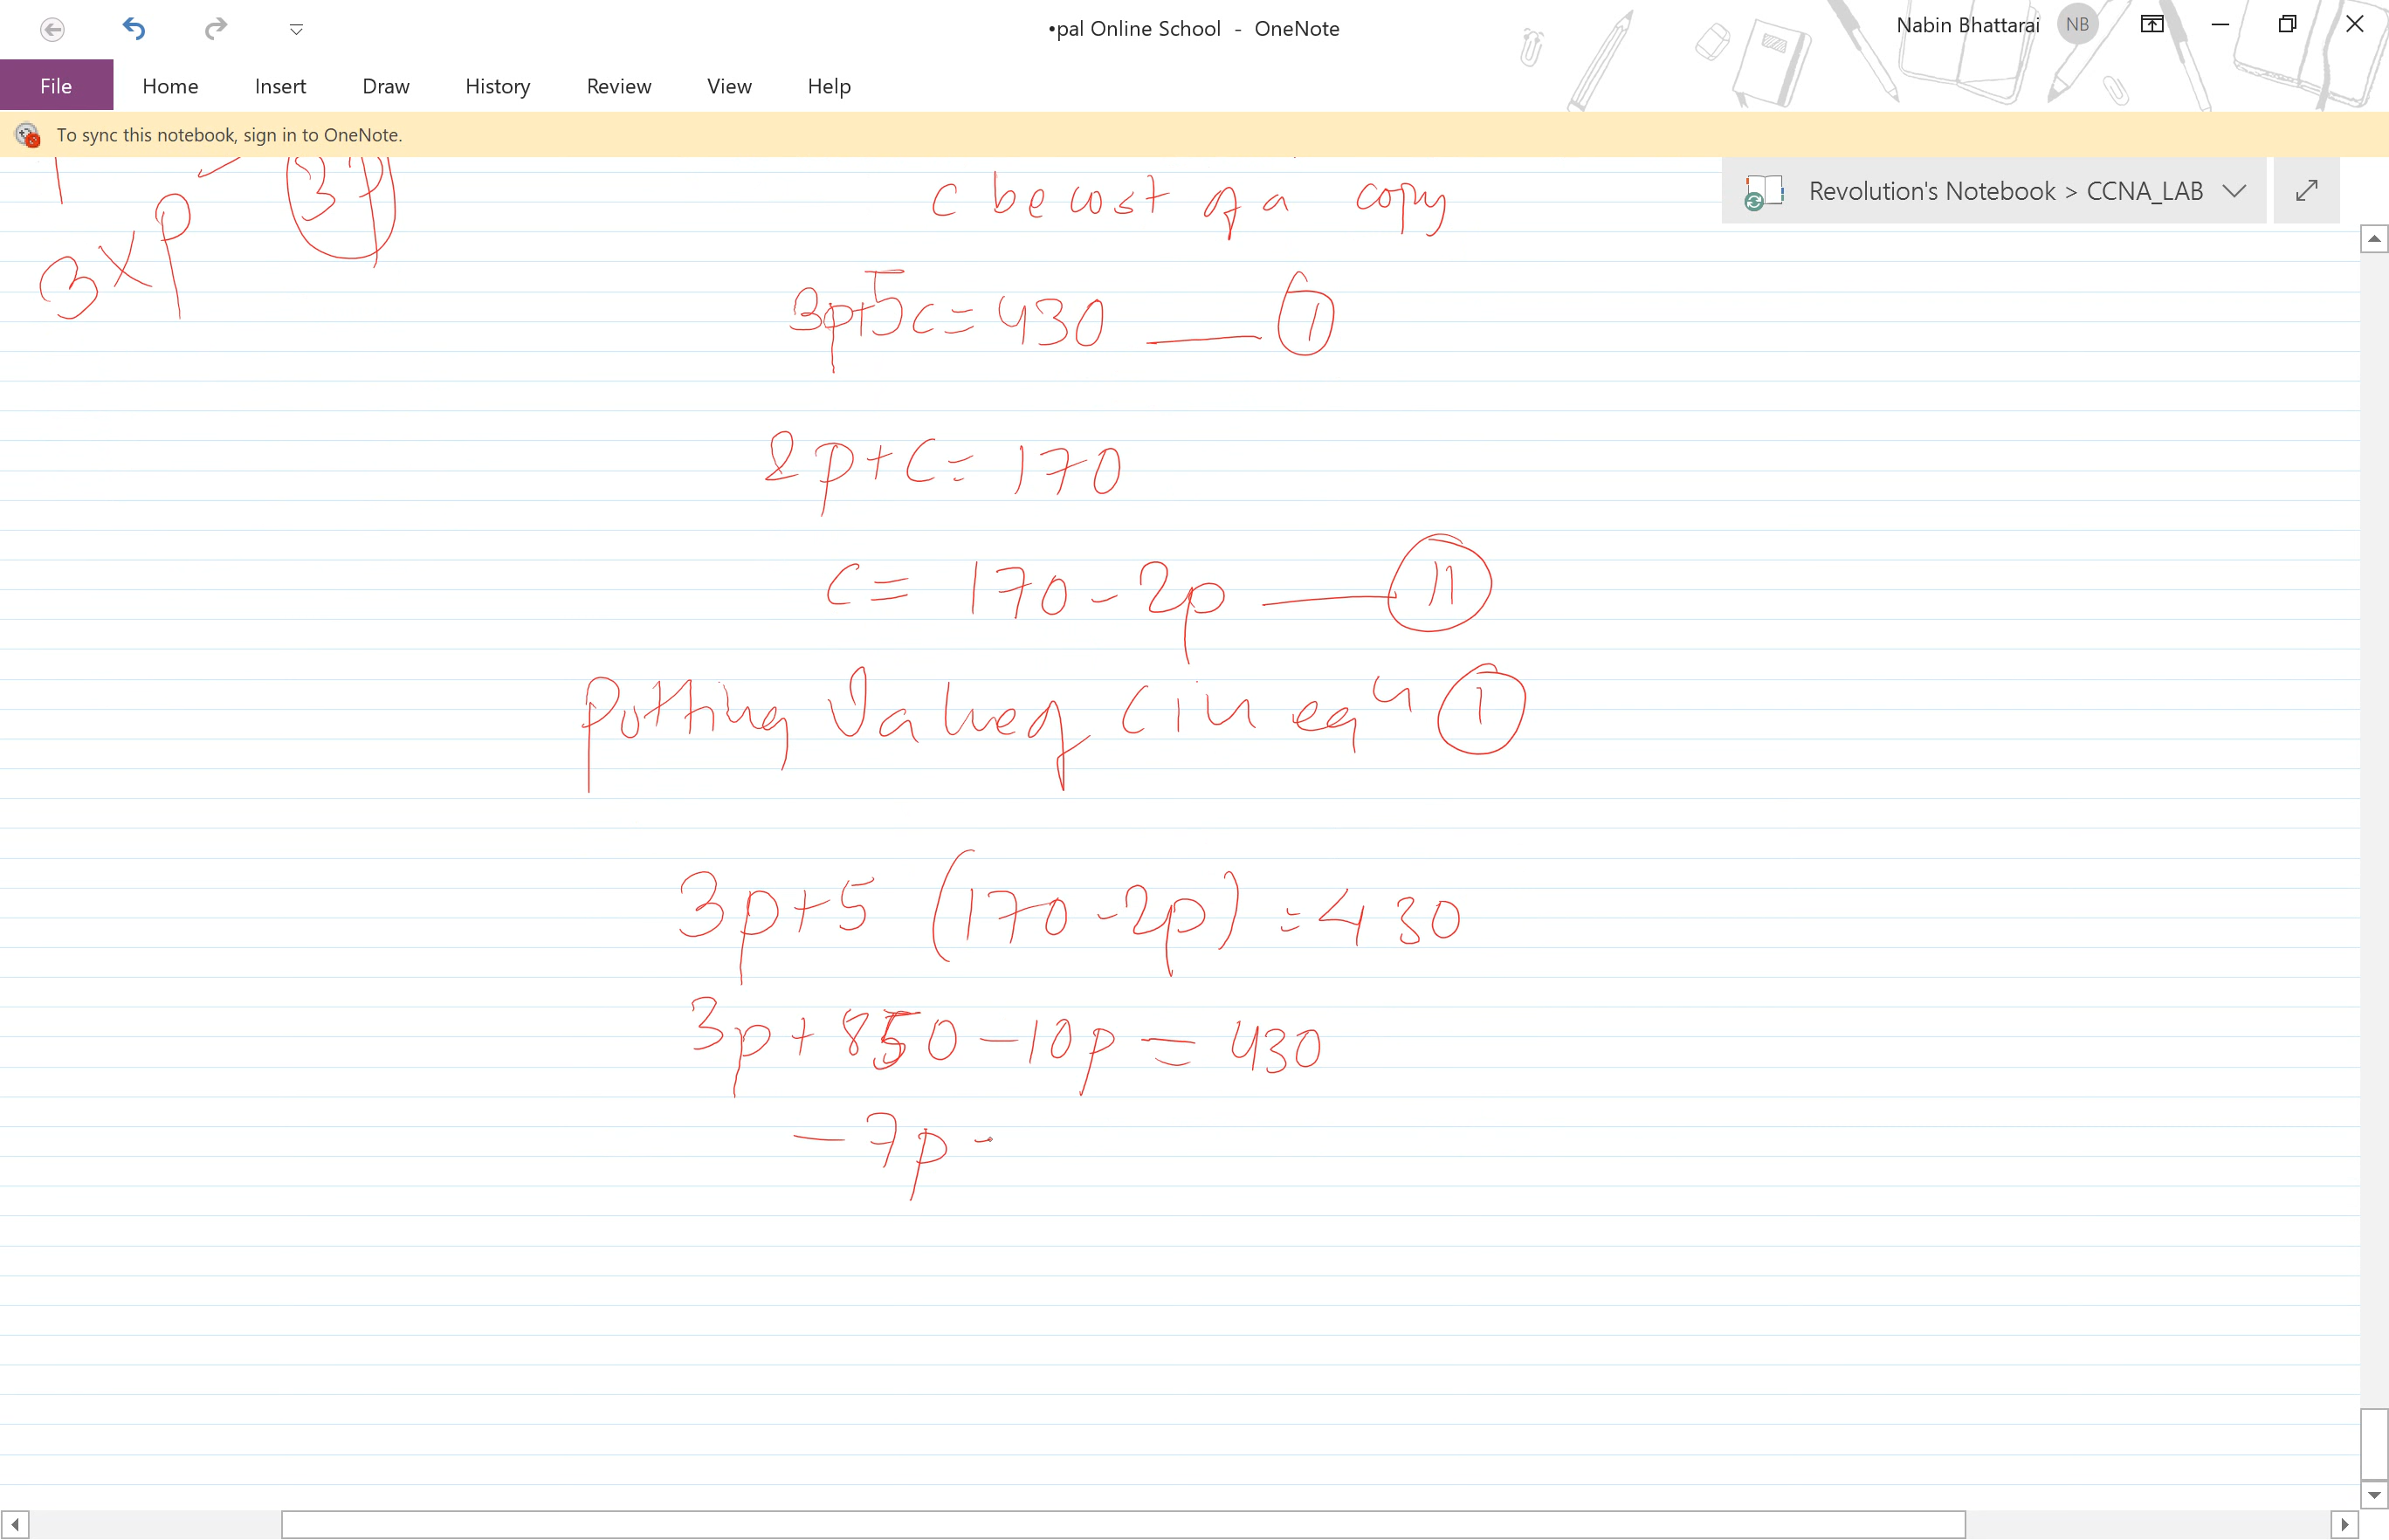 •pal Online School - OneNote
Nabin Bhattarai NB
File Home Insert Draw History Review View Help
To sync this notebook, sign in to OneNote.
Revolution's Notebook > CCNA_LAB
3p
3×p
c be cost of a copy
3p+5c=430 — I
2p+c=170
c=170-2p — II
Putting Value of c in eqn I
3p+5(170-2p)=430
3p+850-10p=430
-7p